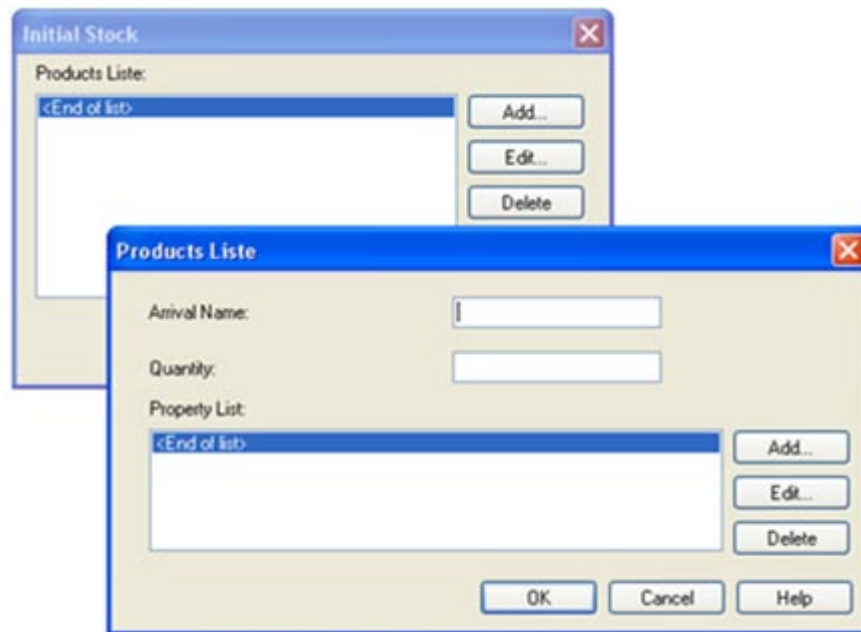 Initial Stock
Products Liste:
<End of list>
Add...
Edit...
Delete
Products Liste
Arrival Name:
Quantity:
Property List:
<End of list>
Add...
Edit...
Delete
OK Cancel Help